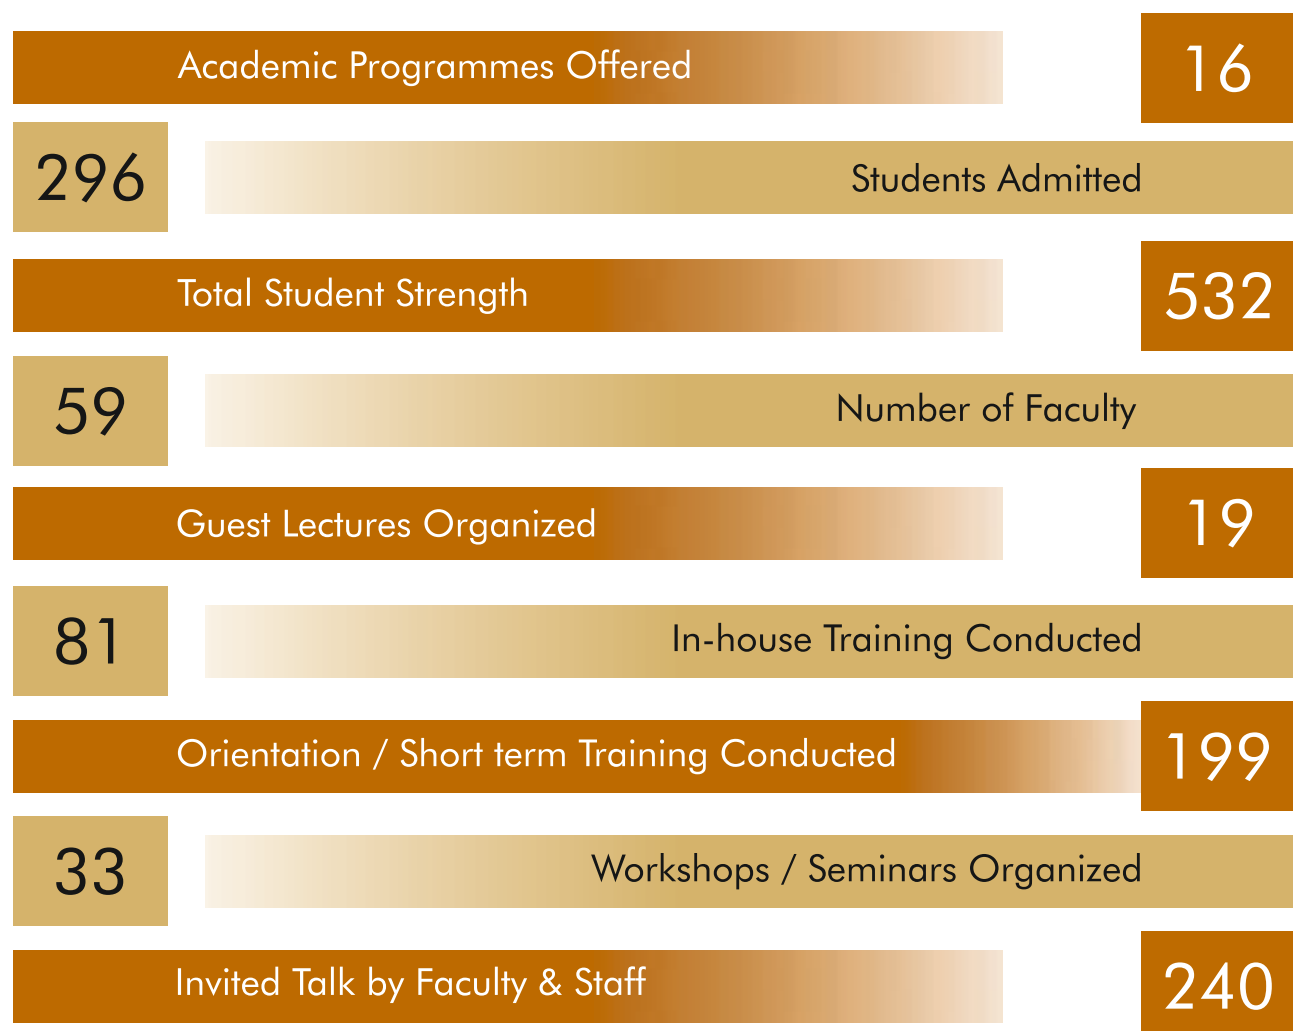 Academic Programmes Offered 16
296 Students Admitted
Total Student Strength 532
59 Number of Faculty
Guest Lectures Organized 19
81 In-house Training Conducted
Orientation / Short term Training Conducted 199
33 Workshops / Seminars Organized
Invited Talk by Faculty & Staff 240